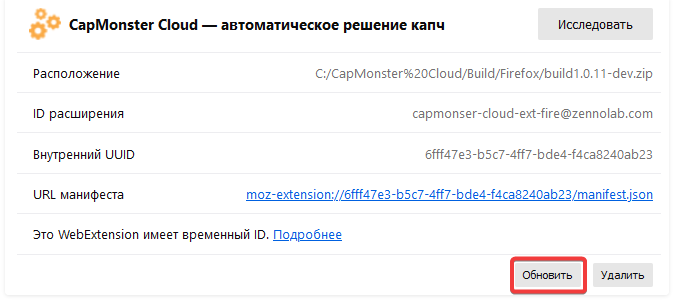 CapMonster Cloud — автоматическое решение капч
Исследовать
Расположение C:/CapMonster%20Cloud/Build/Firefox/build1.0.11-dev.zip
ID расширения capmonser-cloud-ext-fire@zennolab.com
Внутренний UUID 6fff47e3-b5c7-4ff7-bde4-f4ca8240ab23
URL манифеста moz-extension://6fff47e3-b5c7-4ff7-bde4-f4ca8240ab23/manifest.json
Это WebExtension имеет временный ID. Подробнее
Обновить Удалить